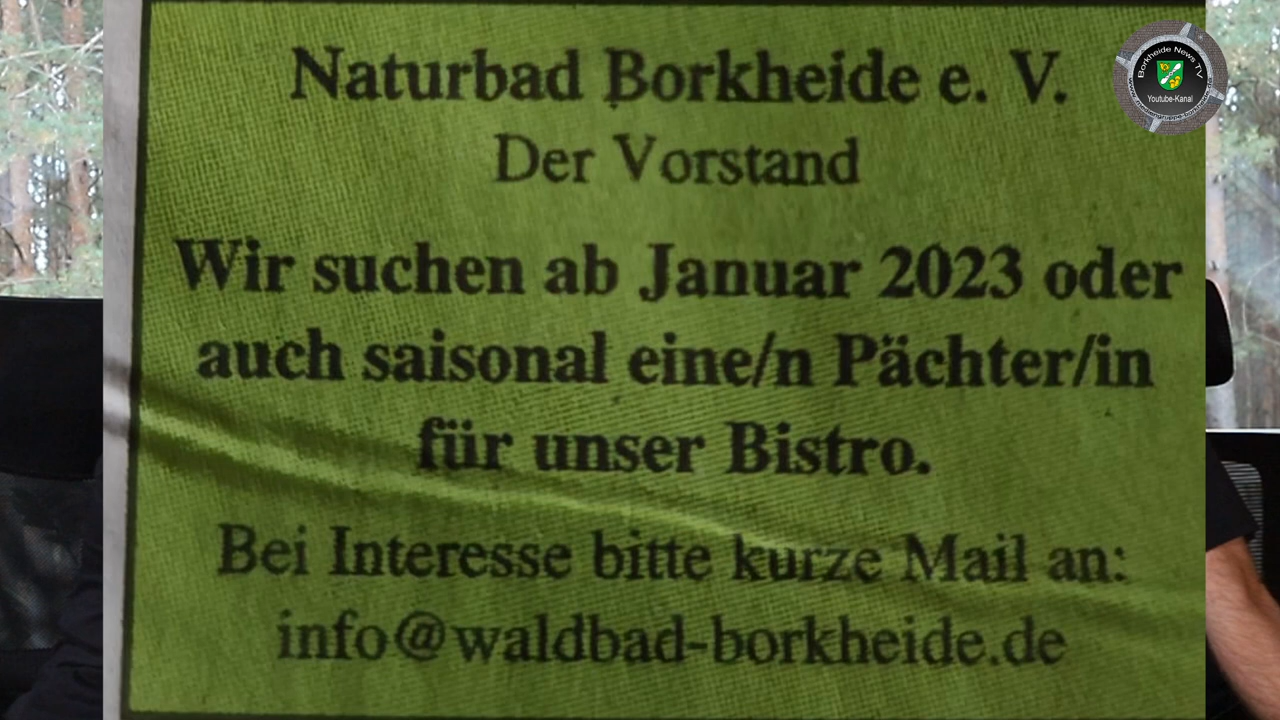 Naturbad Borkheide e. V.
Der Vorstand
Wir suchen ab Januar 2023 oder
auch saisonal eine/n Pächter/in
für unser Bistro.
Bei Interesse bitte kurze Mail an:
info@waldbad-borkheide.de
Borkheide News TV
Youtube-Kanal